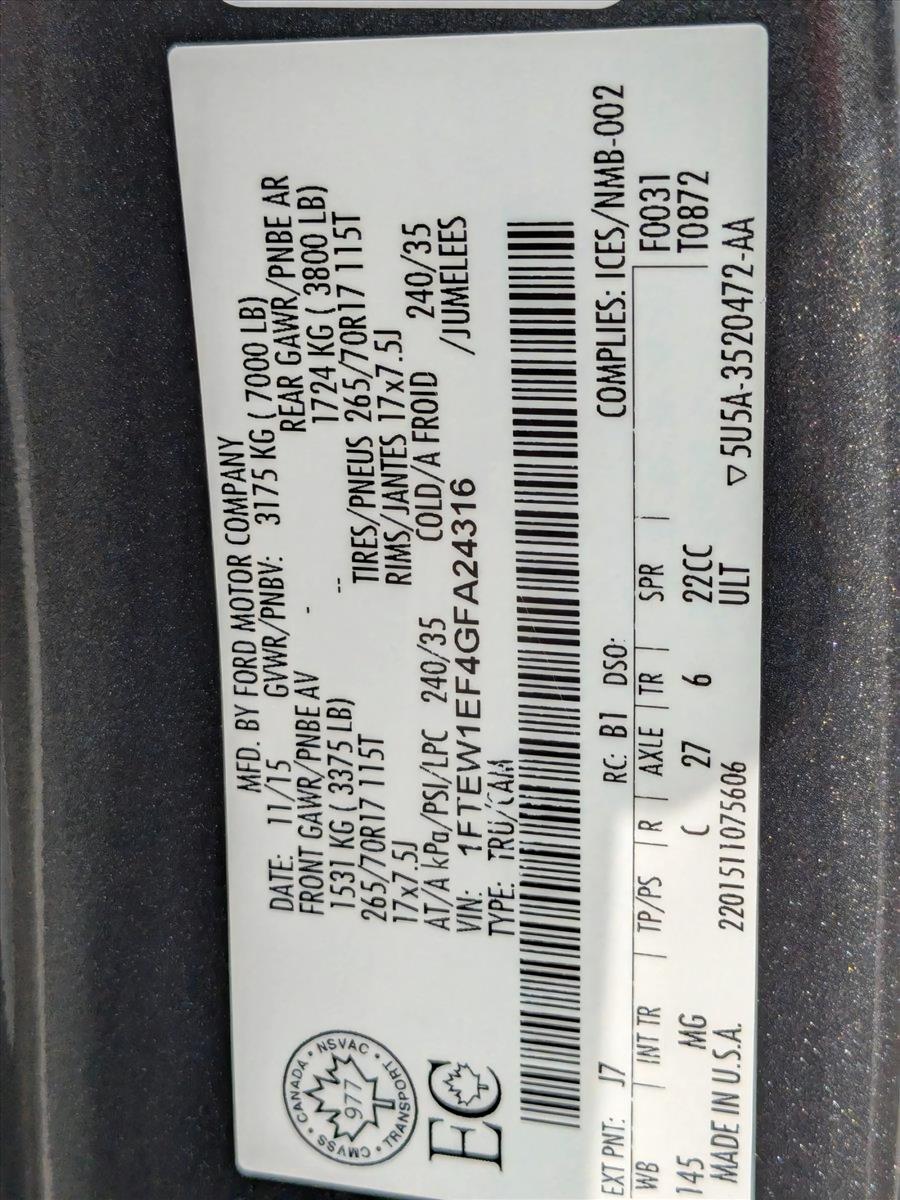 MFD. BY FORD MOTOR COMPANY
DATE: 11/15 GVWR/PNBV: 3175 KG ( 7000 LB)
FRONT GAWR/PNBE AV - REAR GAWR/PNBE AR
1531 KG ( 3375 LB) -- 1724 KG ( 3800 LB)
265/70R17 115T TIRES/PNEUS 265/70R17 115T
17x7.5J RIMS/JANTES 17x7.5J
AT/A kPa/PSI/LPC 240/35 COLD/A FROID 240/35
VIN: 1FTEW1EF4GFA24316 /JUMELEES
TYPE: TRU/CAM
CANADA • NSVAC • TRANSPORT • CMVSS •
977
EC
COMPLIES: ICES/NMB-002
EXT PNT: J7 RC: B1 DSO: F0031
WB INT TR TP/PS R AXLE TR SPR T0872
145 MG C 27 6 22CC
ULT
MADE IN U.S.A. 2201511075606 ▽ 5U5A-3520472-AA